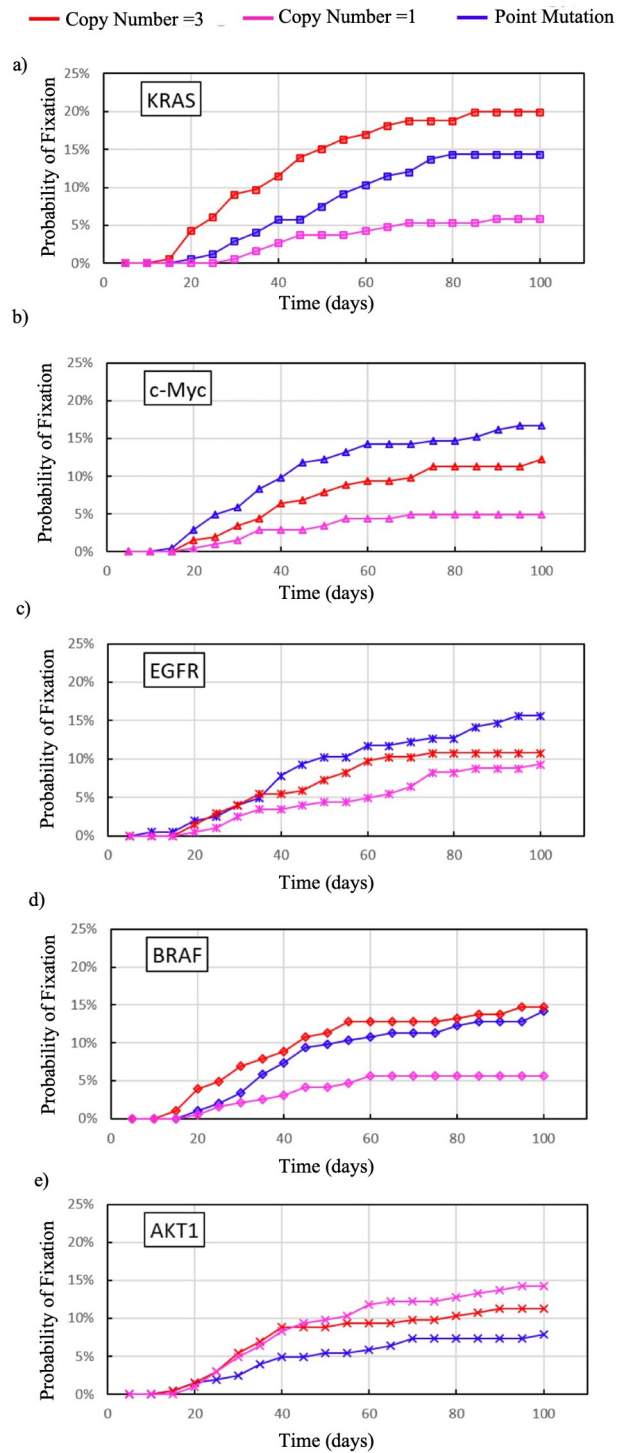 Copy Number =3 Copy Number =1 Point Mutation
a)
KRAS
Probability of Fixation
25%
20%
15%
10%
5%
0%
0 20 40 60 80 100
Time (days)
b)
c-Myc
Probability of Fixation
25%
20%
15%
10%
5%
0%
0 20 40 60 80 100
Time (days)
c)
EGFR
Probability of Fixation
25%
20%
15%
10%
5%
0%
0 20 40 60 80 100
Time (days)
d)
BRAF
Probability of Fixation
25%
20%
15%
10%
5%
0%
0 20 40 60 80 100
Time (days)
e)
AKT1
Probability of Fixation
25%
20%
15%
10%
5%
0%
0 20 40 60 80 100
Time (days)